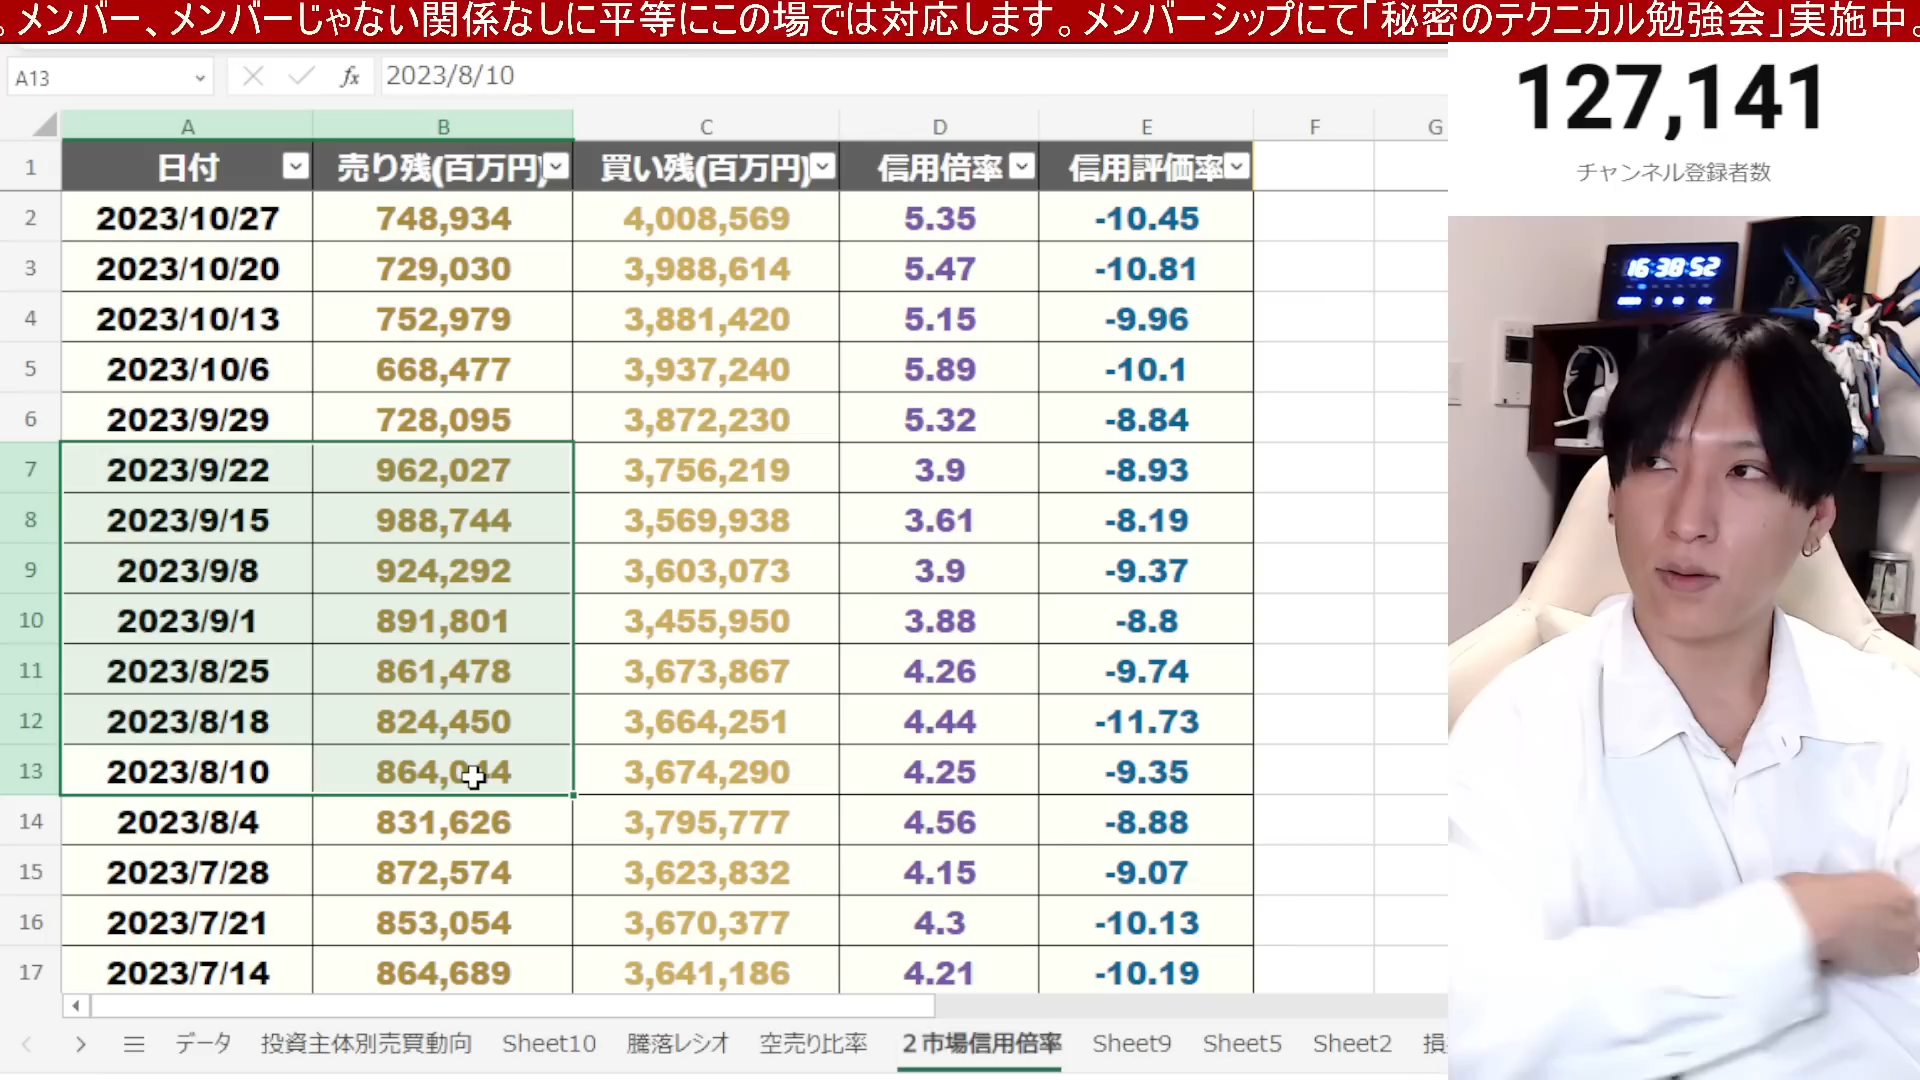 。メンバー、メンバーじゃない関係なしに平等にこの場では対応します。メンバーシップにて「秘密のテクニカル勉強会」実施中。
A13 fx 2023/8/10
127,141
チャンネル登録者数
16:38:52
A B C D E F G
1 日付 売り残(百万円) 買い残(百万円) 信用倍率 信用評価率
2 2023/10/27 748,934 4,008,569 5.35 -10.45
3 2023/10/20 729,030 3,988,614 5.47 -10.81
4 2023/10/13 752,979 3,881,420 5.15 -9.96
5 2023/10/6 668,477 3,937,240 5.89 -10.1
6 2023/9/29 728,095 3,872,230 5.32 -8.84
7 2023/9/22 962,027 3,756,219 3.9 -8.93
8 2023/9/15 988,744 3,569,938 3.61 -8.19
9 2023/9/8 924,292 3,603,073 3.9 -9.37
10 2023/9/1 891,801 3,455,950 3.88 -8.8
11 2023/8/25 861,478 3,673,867 4.26 -9.74
12 2023/8/18 824,450 3,664,251 4.44 -11.73
13 2023/8/10 3,674,290 4.25 -9.35
14 2023/8/4 831,626 3,795,777 4.56 -8.88
15 2023/7/28 872,574 3,623,832 4.15 -9.07
16 2023/7/21 853,054 3,670,377 4.3 -10.13
17 2023/7/14 864,689 3,641,186 4.21 -10.19
データ 投資主体別売買動向 Sheet10 騰落レシオ 空売り比率 2市場信用倍率 Sheet9 Sheet5 Sheet2 損